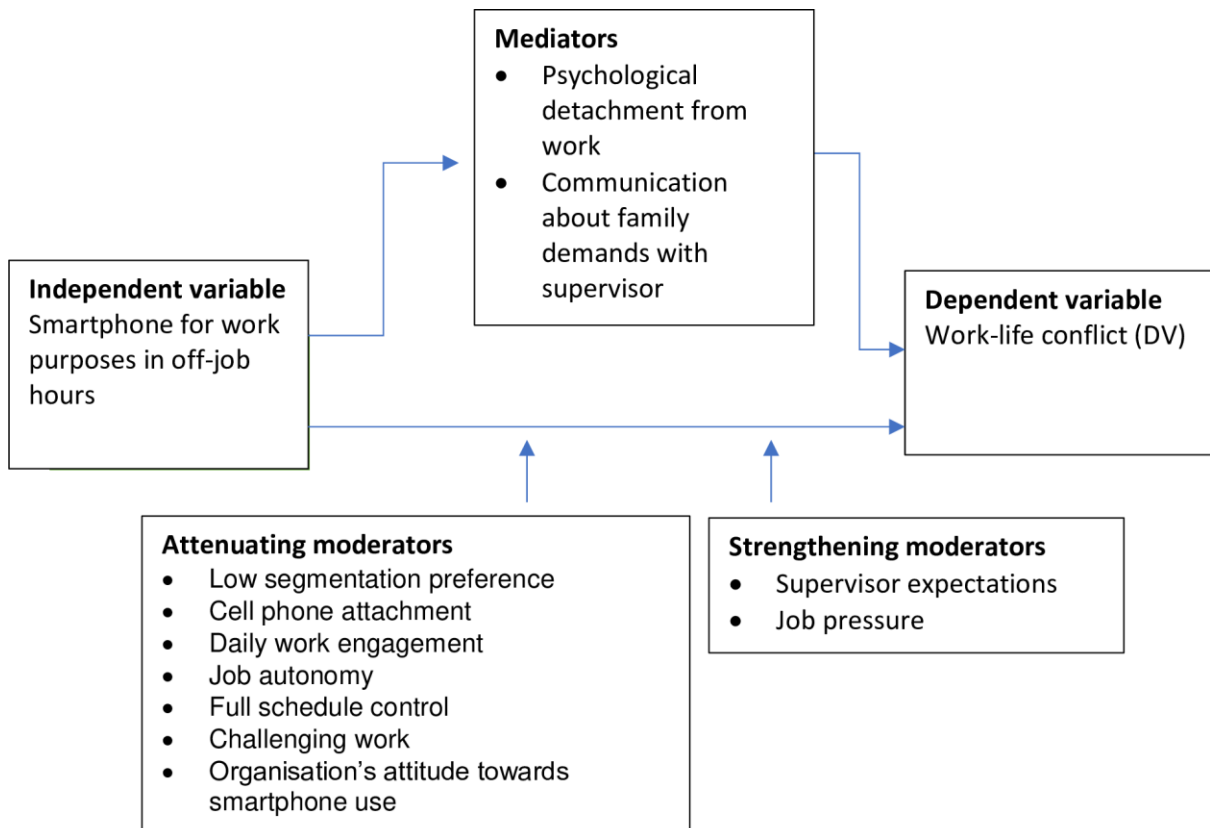 Mediators
• Psychological
detachment from
work
• Communication
about family
demands with
supervisor
Independent variable
Smartphone for work
purposes in off-job
hours
Dependent variable
Work-life conflict (DV)
Attenuating moderators
• Low segmentation preference
• Cell phone attachment
• Daily work engagement
• Job autonomy
• Full schedule control
• Challenging work
• Organisation's attitude towards
smartphone use
Strengthening moderators
• Supervisor expectations
• Job pressure